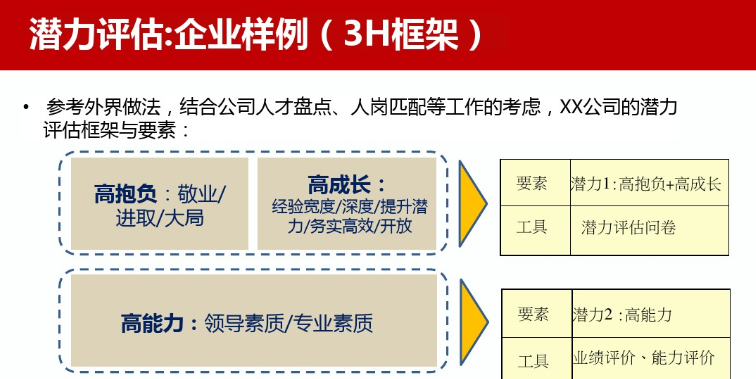 潜力评估:企业样例（3H框架）
• 参考外界做法，结合公司人才盘点、人岗匹配等工作的考虑，XX公司的潜力
评估框架与要素：
高抱负：敬业/
进取/大局
高成长：
经验宽度/深度/提升潜
力/务实高效/开放
要素 潜力1:高抱负+高成长
工具 潜力评估问卷
高能力：领导素质/专业素质
要素 潜力2:高能力
工具 业绩评价、能力评价